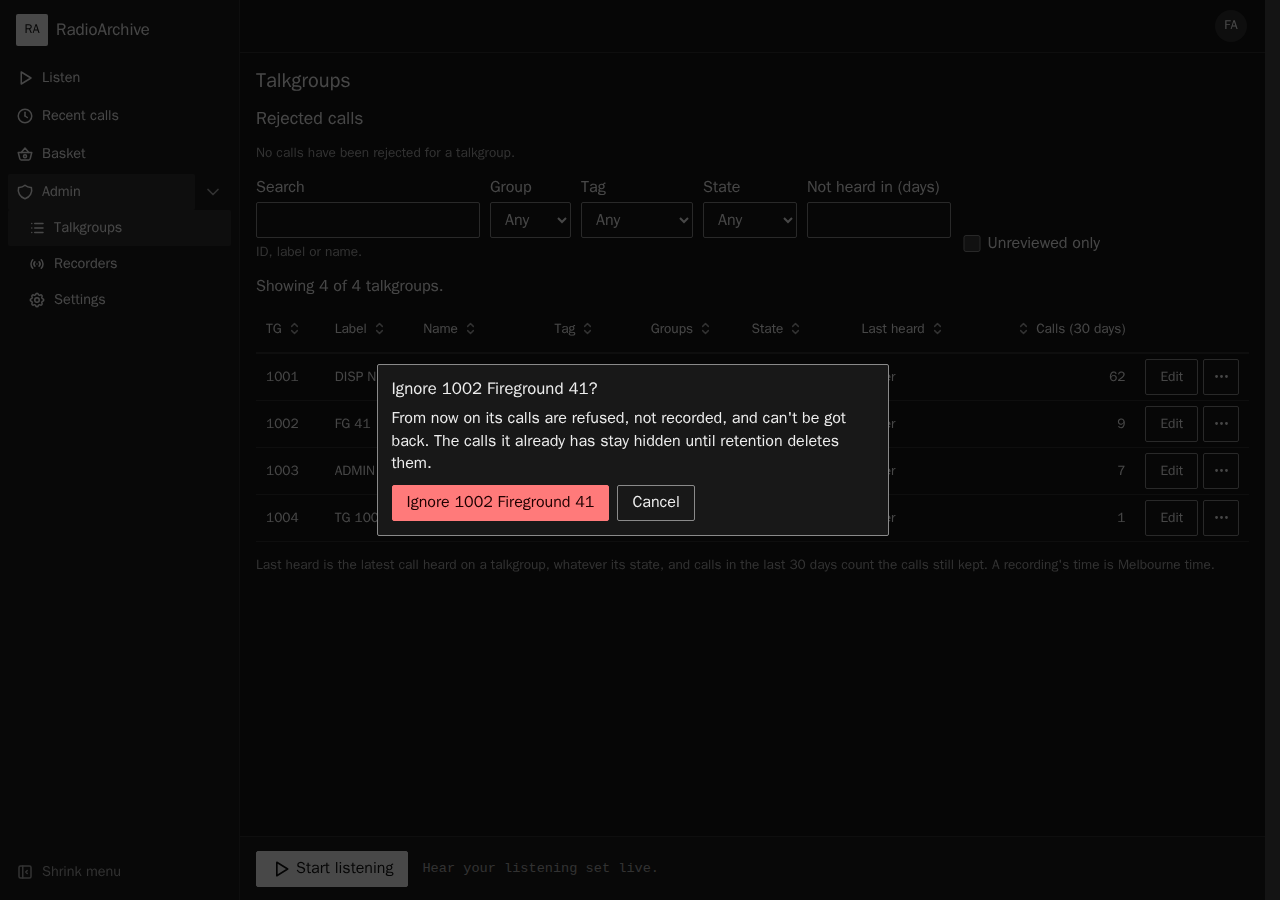 RA RadioArchive
FA
Listen
Recent calls
Basket
Admin
Talkgroups
Recorders
Settings
Shrink menu
Talkgroups
Rejected calls
No calls have been rejected for a talkgroup.
Search Group Tag State Not heard in (days)
Any Any Any
ID, label or name.
Unreviewed only
Showing 4 of 4 talkgroups.
TG Label Name Tag Groups State Last heard Calls (30 days)
1001 DISP 62 Edit
1002 FG 41 9 Edit
1003 ADMIN 7 Edit
1004 TG 1 Edit
Ignore 1002 Fireground 41?
From now on its calls are refused, not recorded, and can't be got
back. The calls it already has stay hidden until retention deletes
them.
Ignore 1002 Fireground 41 Cancel
Last heard is the latest call heard on a talkgroup, whatever its state, and calls in the last 30 days count the calls still kept. A recording's time is Melbourne time.
Start listening Hear your listening set live.